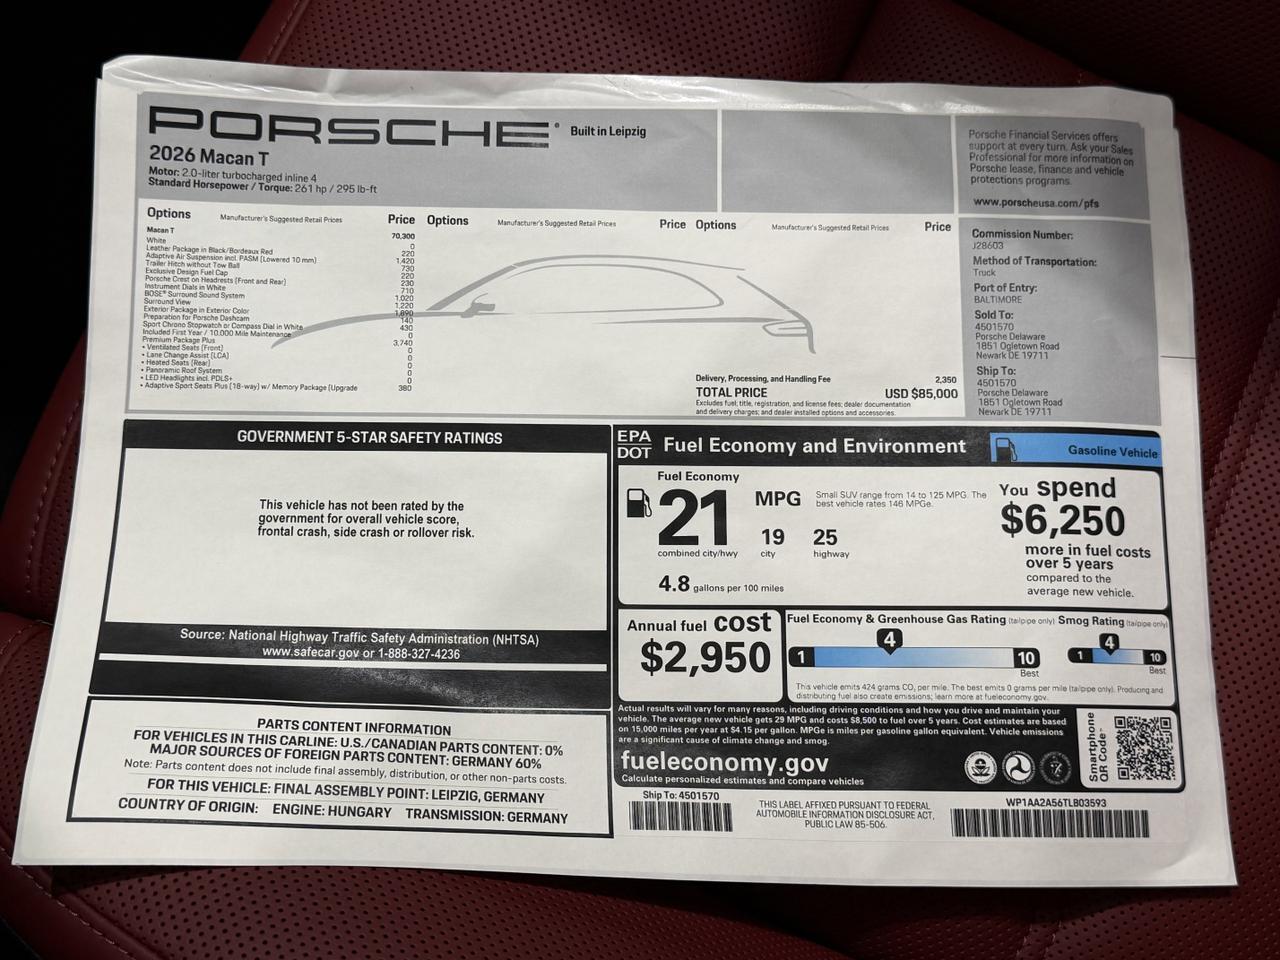 PORSCHE
Built in Leipzig
2026 Macan T
Motor: 2.0-liter turbocharged inline 4
Standard Horsepower / Torque: 261 hp / 295 lb-ft
Porsche Financial Services offers
support at every turn. Ask your Sales
Professional for more information on
Porsche lease, finance and vehicle
protections programs.
www.porscheusa.com/pfs
Options Manufacturer's Suggested Retail Prices Price
Options Manufacturer's Suggested Retail Prices Price
Options Manufacturer's Suggested Retail Prices Price
Macan T 70,300
White 0
Leather Package in Black/Bordeaux Red 220
Adaptive Air Suspension incl. PASM (Lowered 10 mm) 1,420
Trailer Hitch without Tow Ball 730
Exclusive Design Fuel Cap 220
Porsche Crest on Headrests (Front and Rear) 230
Instrument Dials in White 710
BOSE® Surround Sound System 1,020
Surround View 1,220
Exterior Package in Exterior Color 1,890
Preparation for Porsche Dashcam 140
Sport Chrono Stopwatch or Compass Dial in White 430
Included First Year / 10,000 Mile Maintenance 0
Premium Package Plus 3,740
• Ventilated Seats (Front) 0
• Lane Change Assist (LCA) 0
• Heated Seats (Rear) 0
• Panoramic Roof System 0
• LED Headlights incl. PDLS+ 0
• Adaptive Sport Seats Plus (18-way) w/ Memory Package (Upgrade 380
Delivery, Processing, and Handling Fee 2,350
TOTAL PRICE USD $85,000
Excludes fuel, title, registration, and license fees; dealer documentation
and delivery charges; and dealer installed options and accessories.
Commission Number:
J28603
Method of Transportation:
Truck
Port of Entry:
BALTIMORE
Sold To:
4501570
Porsche Delaware
1851 Ogletown Road
Newark DE 19711
Ship To:
4501570
Porsche Delaware
1851 Ogletown Road
Newark DE 19711
GOVERNMENT 5-STAR SAFETY RATINGS
This vehicle has not been rated by the
government for overall vehicle score,
frontal crash, side crash or rollover risk.
Source: National Highway Traffic Safety Administration (NHTSA)
www.safecar.gov or 1-888-327-4236
PARTS CONTENT INFORMATION
FOR VEHICLES IN THIS CARLINE: U.S./CANADIAN PARTS CONTENT: 0%
MAJOR SOURCES OF FOREIGN PARTS CONTENT: GERMANY 60%
Note: Parts content does not include final assembly, distribution, or other non-parts costs.
FOR THIS VEHICLE: FINAL ASSEMBLY POINT: LEIPZIG, GERMANY
COUNTRY OF ORIGIN: ENGINE: HUNGARY TRANSMISSION: GERMANY
EPA
DOT
Fuel Economy and Environment
Gasoline Vehicle
Fuel Economy
21 MPG
combined city/hwy
19
city
25
highway
4.8 gallons per 100 miles
Small SUV range from 14 to 125 MPG. The
best vehicle rates 146 MPGe.
You spend
$6,250
more in fuel costs
over 5 years
compared to the
average new vehicle.
Annual fuel cost
$2,950
Fuel Economy & Greenhouse Gas Rating (tailpipe only)
1 4 10
Best
Smog Rating (tailpipe only)
1 4 10
Best
This vehicle emits 424 grams CO₂ per mile. The best emits 0 grams per mile (tailpipe only). Producing and
distributing fuel also create emissions; learn more at fueleconomy.gov.
Actual results will vary for many reasons, including driving conditions and how you drive and maintain your
vehicle. The average new vehicle gets 29 MPG and costs $8,500 to fuel over 5 years. Cost estimates are based
on 15,000 miles per year at $4.15 per gallon. MPGe is miles per gasoline gallon equivalent. Vehicle emissions
are a significant cause of climate change and smog.
fueleconomy.gov
Calculate personalized estimates and compare vehicles
Smartphone
QR Code™
Ship To: 4501570
THIS LABEL AFFIXED PURSUANT TO FEDERAL
AUTOMOBILE INFORMATION DISCLOSURE ACT,
PUBLIC LAW 85-506.
WP1AA2A56TLB03593